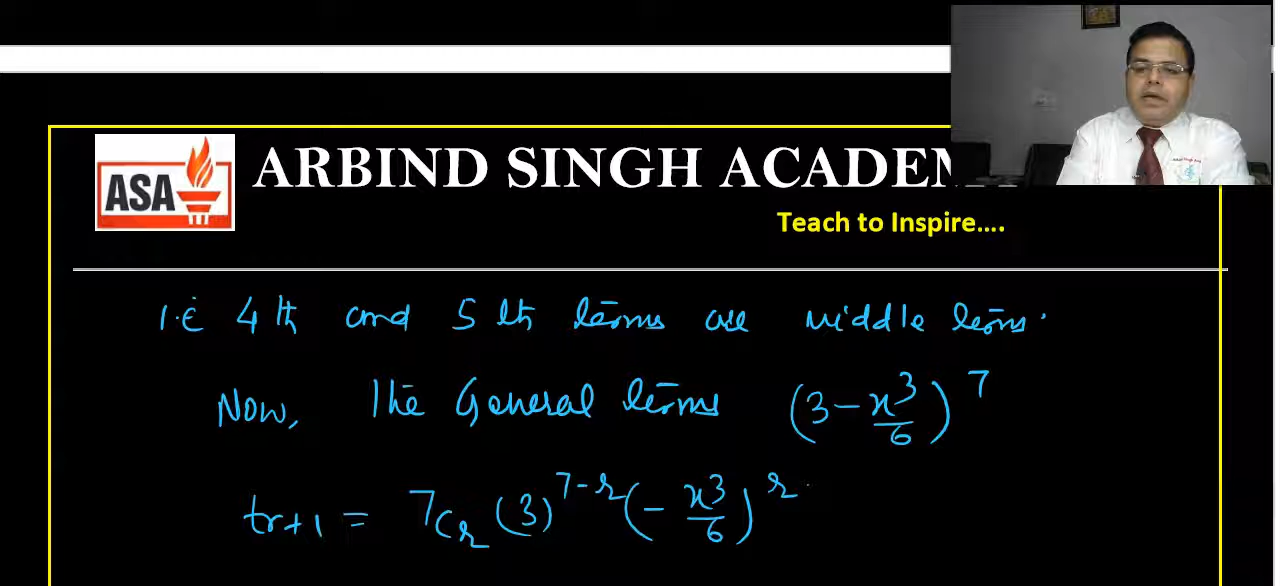 ASA
ARBIND SINGH ACADEM
Teach to Inspire....
i.e 4th and 5th terms are middle terms.
Now, The General terms (3-x³/6)⁷
tr+1 = 7Cr (3)^7-r (-x³/6)^r